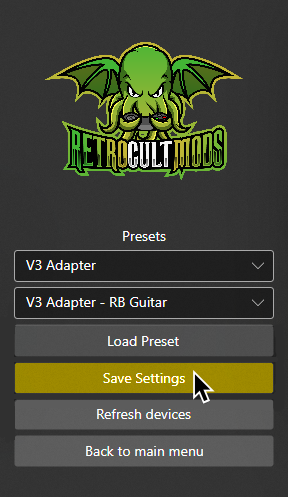 RETROCULTMODS
Presets
V3 Adapter
V3 Adapter - RB Guitar
Load Preset
Save Settings
Refresh devices
Back to main menu